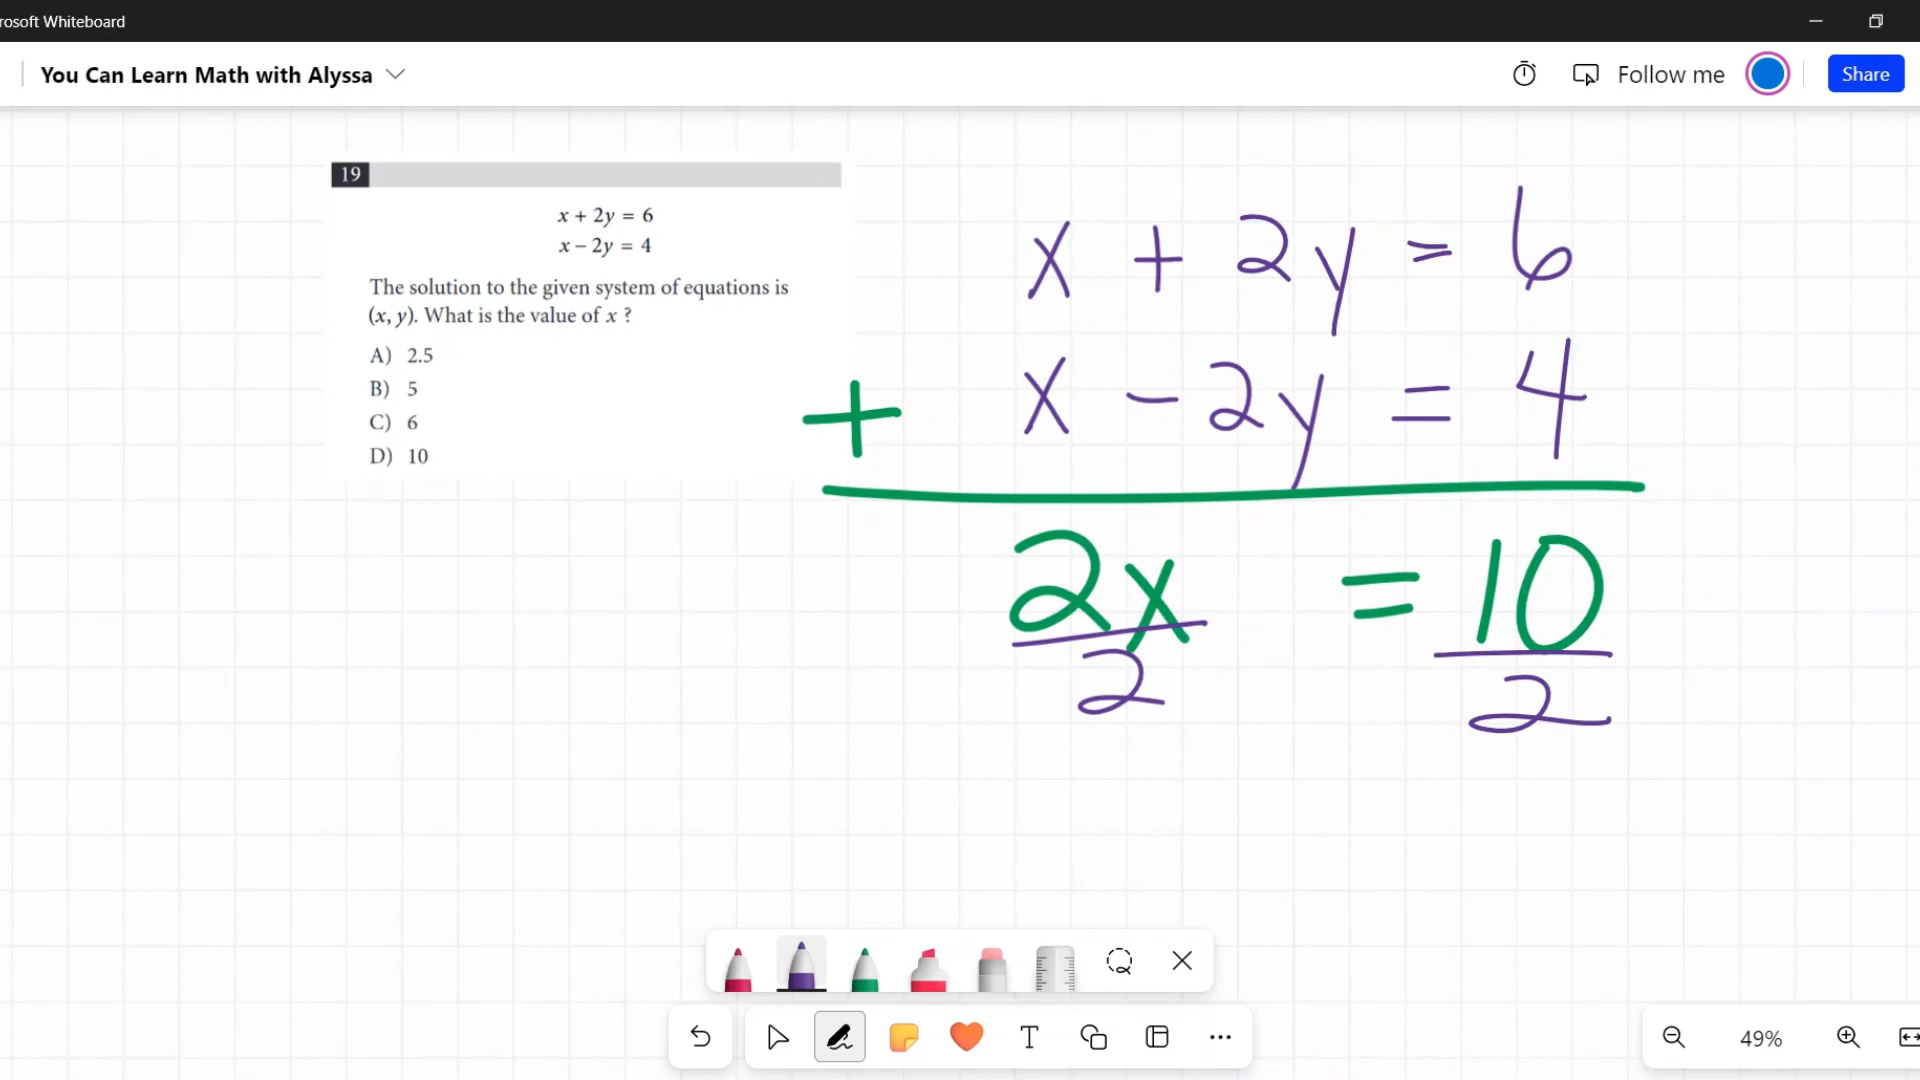 rosoft Whiteboard
You Can Learn Math with Alyssa
Follow me
Share
19
x + 2y = 6
x − 2y = 4
The solution to the given system of equations is
(x, y). What is the value of x ?
A) 2.5
B) 5
C) 6
D) 10
x + 2y = 6
+ x − 2y = 4
2x = 10
2 2
49%